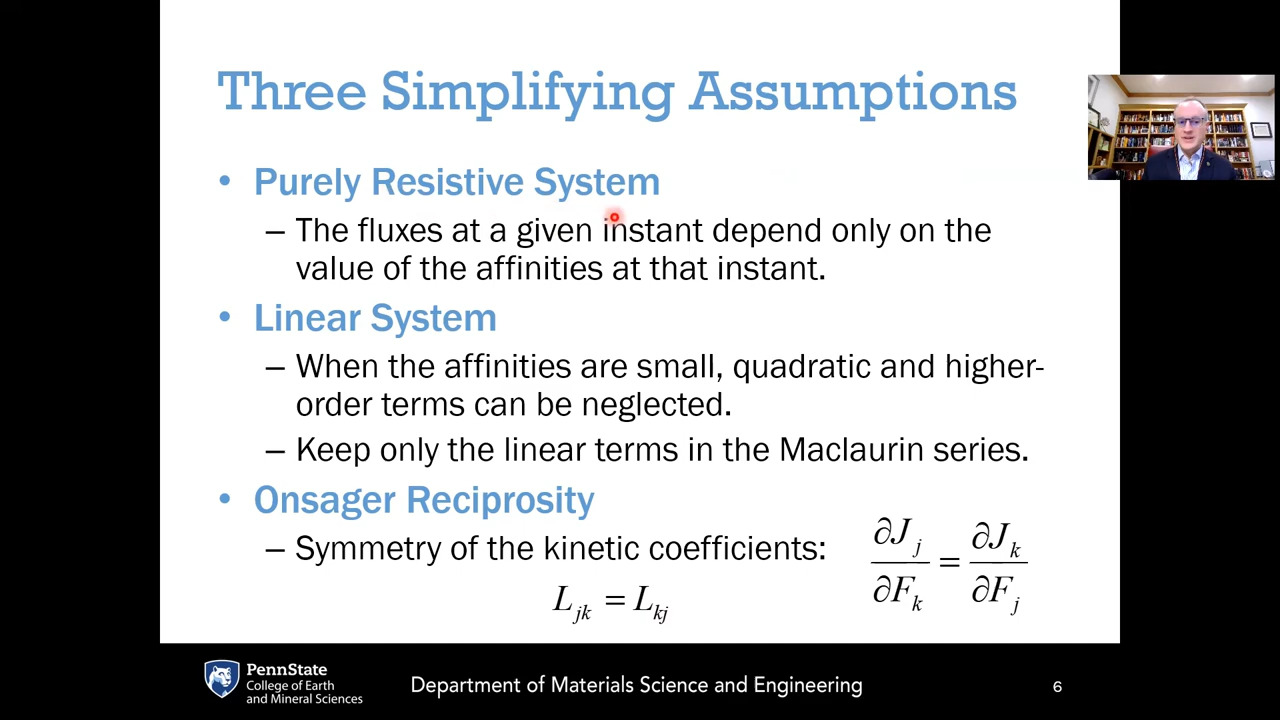 Three Simplifying Assumptions
• Purely Resistive System
– The fluxes at a given instant depend only on the
value of the affinities at that instant.
• Linear System
– When the affinities are small, quadratic and higher-
order terms can be neglected.
– Keep only the linear terms in the Maclaurin series.
• Onsager Reciprosity
– Symmetry of the kinetic coefficients:
∂J_j / ∂F_k = ∂J_k / ∂F_j
L_jk = L_kj
PennState
College of Earth
and Mineral Sciences
Department of Materials Science and Engineering
6